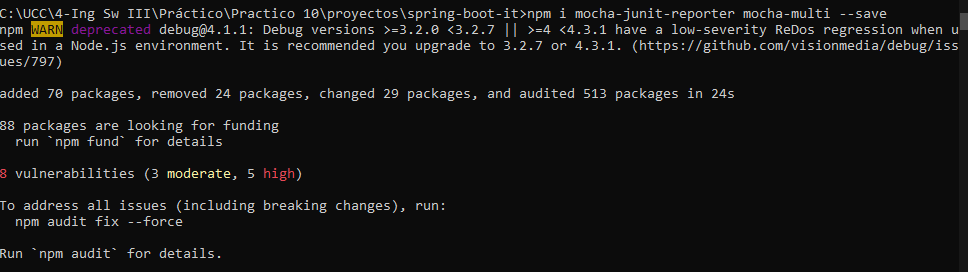 C:\UCC\4-Ing Sw III\Práctico\Practico 10\proyectos\spring-boot-it>npm i mocha-junit-reporter mocha-multi --save
npm WARN deprecated debug@4.1.1: Debug versions >=3.2.0 <3.2.7 || >=4 <4.3.1 have a low-severity ReDos regression when u
sed in a Node.js environment. It is recommended you upgrade to 3.2.7 or 4.3.1. (https://github.com/visionmedia/debug/iss
ues/797)
added 70 packages, removed 24 packages, changed 29 packages, and audited 513 packages in 24s
88 packages are looking for funding
run `npm fund` for details
8 vulnerabilities (3 moderate, 5 high)
To address all issues (including breaking changes), run:
npm audit fix --force
Run `npm audit` for details.